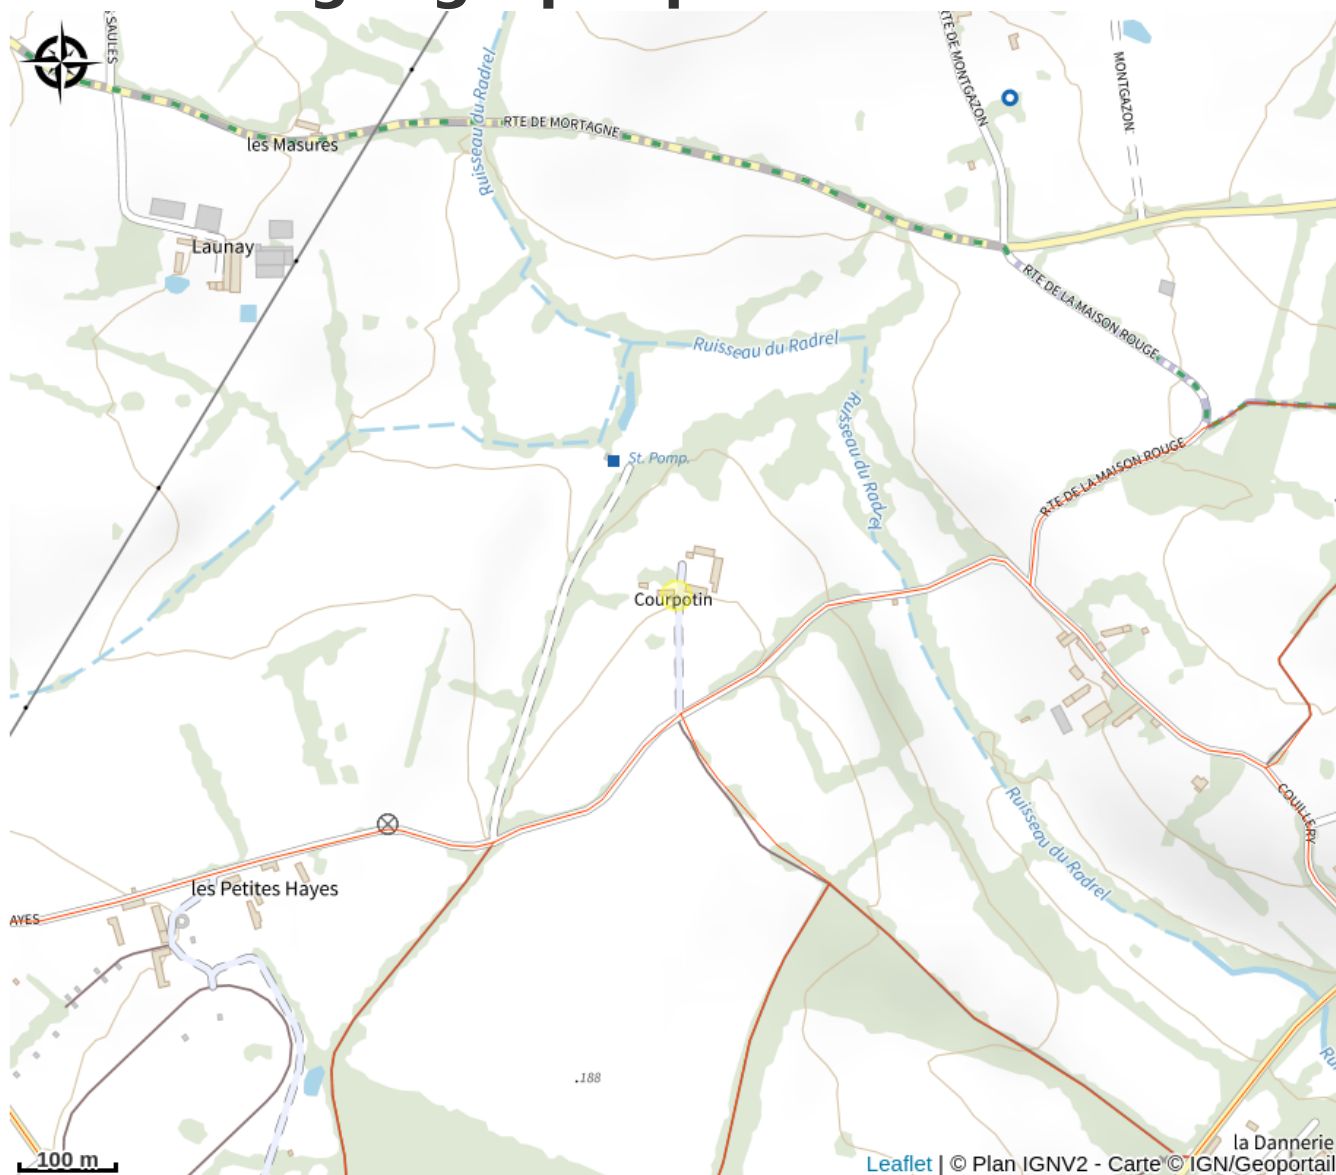 SAULES
RTE DE MONTGAZON
MONTGAZON
Ruisseau du Radrel
RTE DE MORTAGNE
les Masures
Launay
RTE DE LA MAISON ROUGE
Ruisseau du Radrel
Ruisseau du Radrel
RTE DE LA MAISON ROUGE
St. Pomp.
Courpotin
Ruisseau du Radrel
COUILLERY
les Petites Hayes
AYES
.188
la Dannerie
100 m
Leaflet | © Plan IGNV2 - Carte © IGN/Geoportail